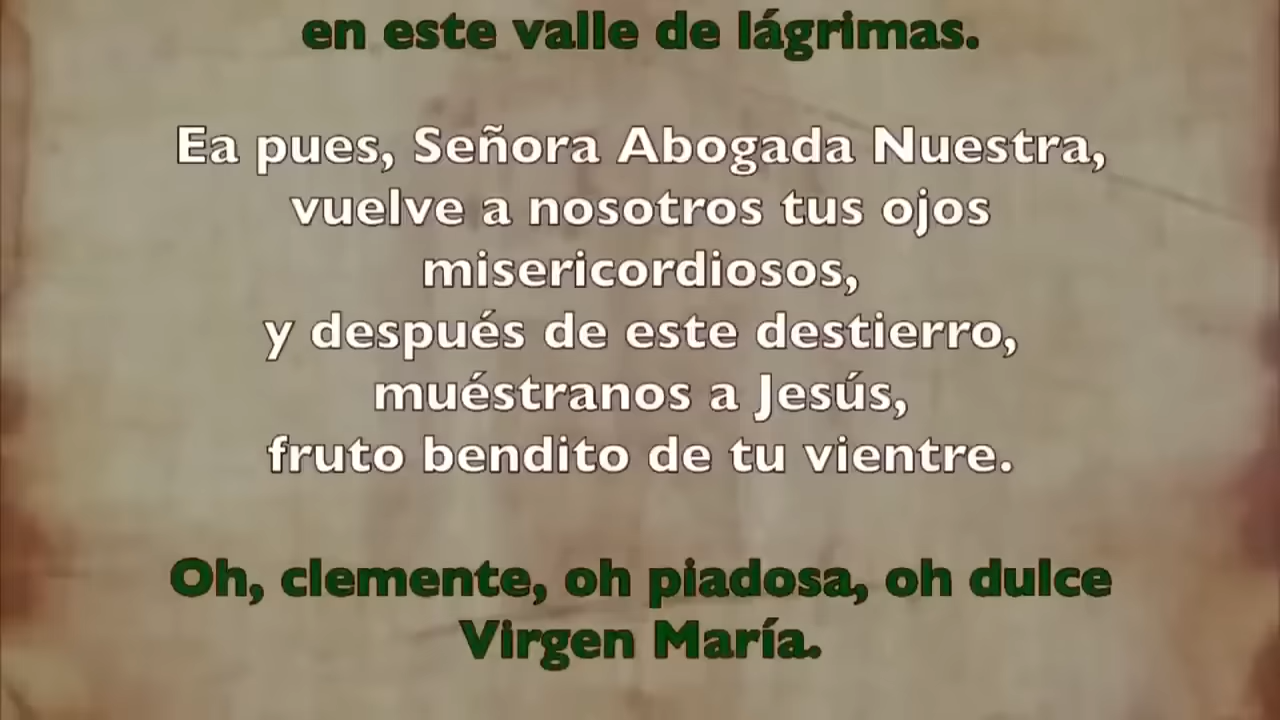 en este valle de lágrimas.
Ea pues, Señora Abogada Nuestra,
vuelve a nosotros tus ojos
misericordiosos,
y después de este destierro,
muéstranos a Jesús,
fruto bendito de tu vientre.
Oh, clemente, oh piadosa, oh dulce
Virgen María.